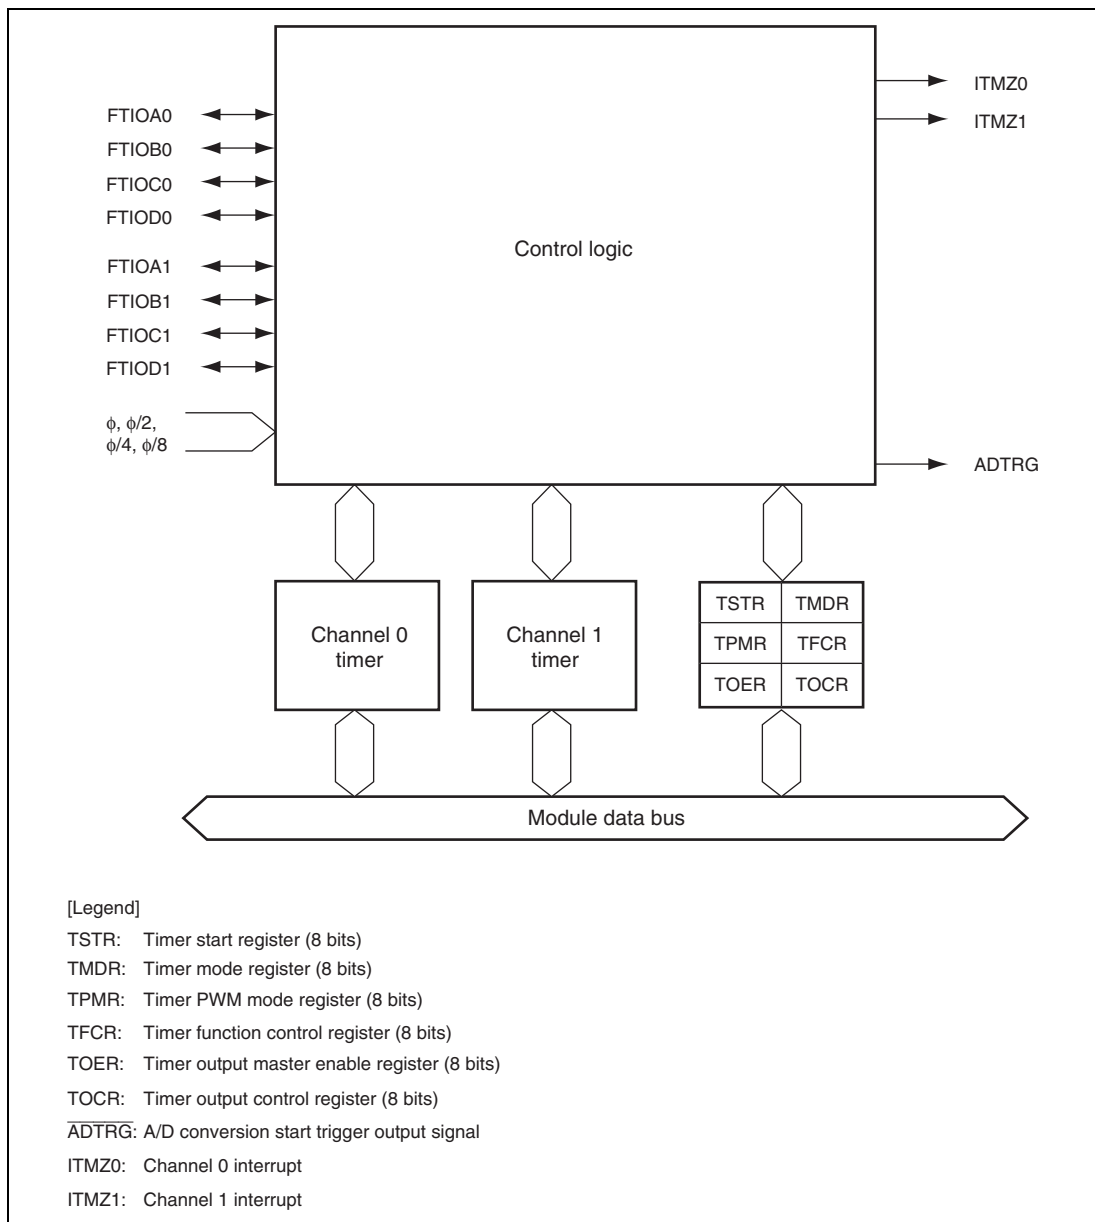 FTIOA0
FTIOB0
FTIOC0
FTIOD0
FTIOA1
FTIOB1
FTIOC1
FTIOD1
ϕ, ϕ/2,
ϕ/4, ϕ/8
Control logic
ITMZ0
ITMZ1
ADTRG
Channel 0
timer
Channel 1
timer
TSTR TMDR
TPMR TFCR
TOER TOCR
Module data bus
[Legend]
TSTR: Timer start register (8 bits)
TMDR: Timer mode register (8 bits)
TPMR: Timer PWM mode register (8 bits)
TFCR: Timer function control register (8 bits)
TOER: Timer output master enable register (8 bits)
TOCR: Timer output control register (8 bits)
A̅D̅T̅R̅G̅: A/D conversion start trigger output signal
ITMZ0: Channel 0 interrupt
ITMZ1: Channel 1 interrupt